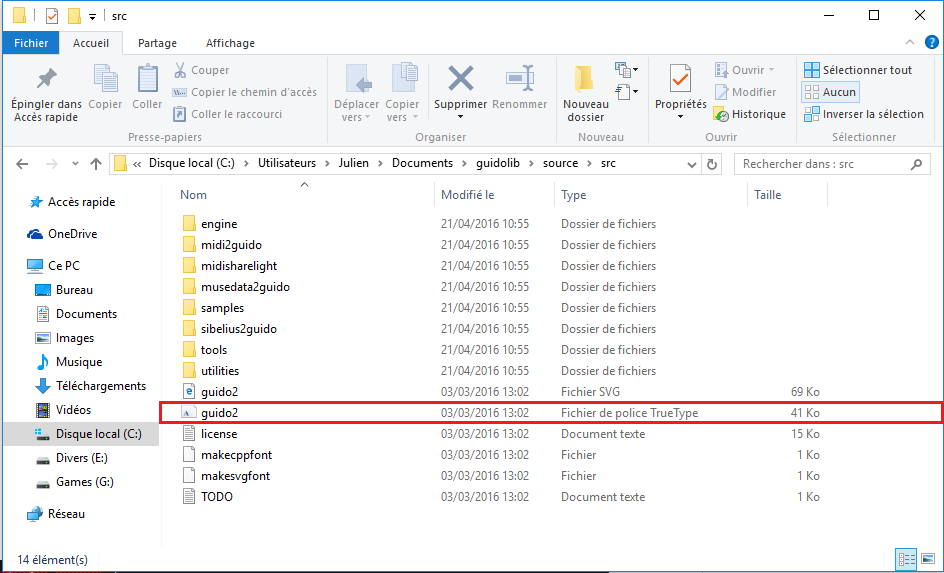 src
Fichier Accueil Partage Affichage
Épingler dans Accès rapide
Copier
Coller
Couper
Copier le chemin d'accès
Coller le raccourci
Presse-papiers
Déplacer vers
Copier vers
Supprimer
Renommer
Organiser
Nouveau dossier
Nouveau
Propriétés
Ouvrir
Modifier
Historique
Ouvrir
Sélectionner tout
Aucun
Inverser la sélection
Sélectionner
« Disque local (C:) > Utilisateurs > Julien > Documents > guidolib > source > src
Rechercher dans : src
Accès rapide
OneDrive
Ce PC
Bureau
Documents
Images
Musique
Téléchargements
Vidéos
Disque local (C:)
Divers (E:)
Games (G:)
Réseau
Nom Modifié le Type Taille
engine 21/04/2016 10:55 Dossier de fichiers
midi2guido 21/04/2016 10:55 Dossier de fichiers
midisharelight 21/04/2016 10:55 Dossier de fichiers
musedata2guido 21/04/2016 10:55 Dossier de fichiers
samples 21/04/2016 10:55 Dossier de fichiers
sibelius2guido 21/04/2016 10:55 Dossier de fichiers
tools 21/04/2016 10:55 Dossier de fichiers
utilities 21/04/2016 10:55 Dossier de fichiers
guido2 03/03/2016 13:02 Fichier SVG 69 Ko
guido2 03/03/2016 13:02 Fichier de police TrueType 41 Ko
license 03/03/2016 13:02 Document texte 15 Ko
makecppfont 03/03/2016 13:02 Fichier 1 Ko
makesvgfont 03/03/2016 13:02 Fichier 1 Ko
TODO 03/03/2016 13:02 Document texte 1 Ko
14 élément(s)